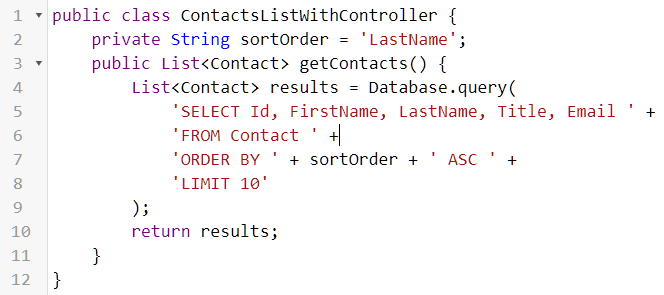 1 public class ContactsListWithController {
2     private String sortOrder = 'LastName';
3     public List<Contact> getContacts() {
4         List<Contact> results = Database.query(
5             'SELECT Id, FirstName, LastName, Title, Email ' +
6             'FROM Contact ' +
7             'ORDER BY ' + sortOrder + ' ASC ' +
8             'LIMIT 10'
9         );
10         return results;
11     }
12 }